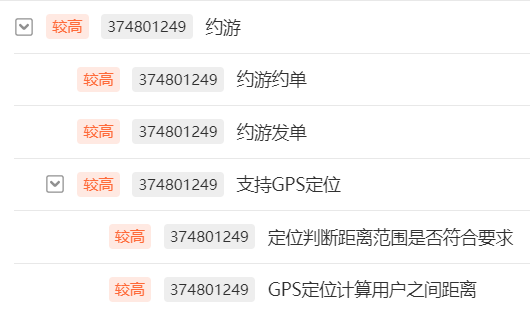 较高 374801249 约游
较高 374801249 约游约单
较高 374801249 约游发单
较高 374801249 支持GPS定位
较高 374801249 定位判断距离范围是否符合要求
较高 374801249 GPS定位计算用户之间距离